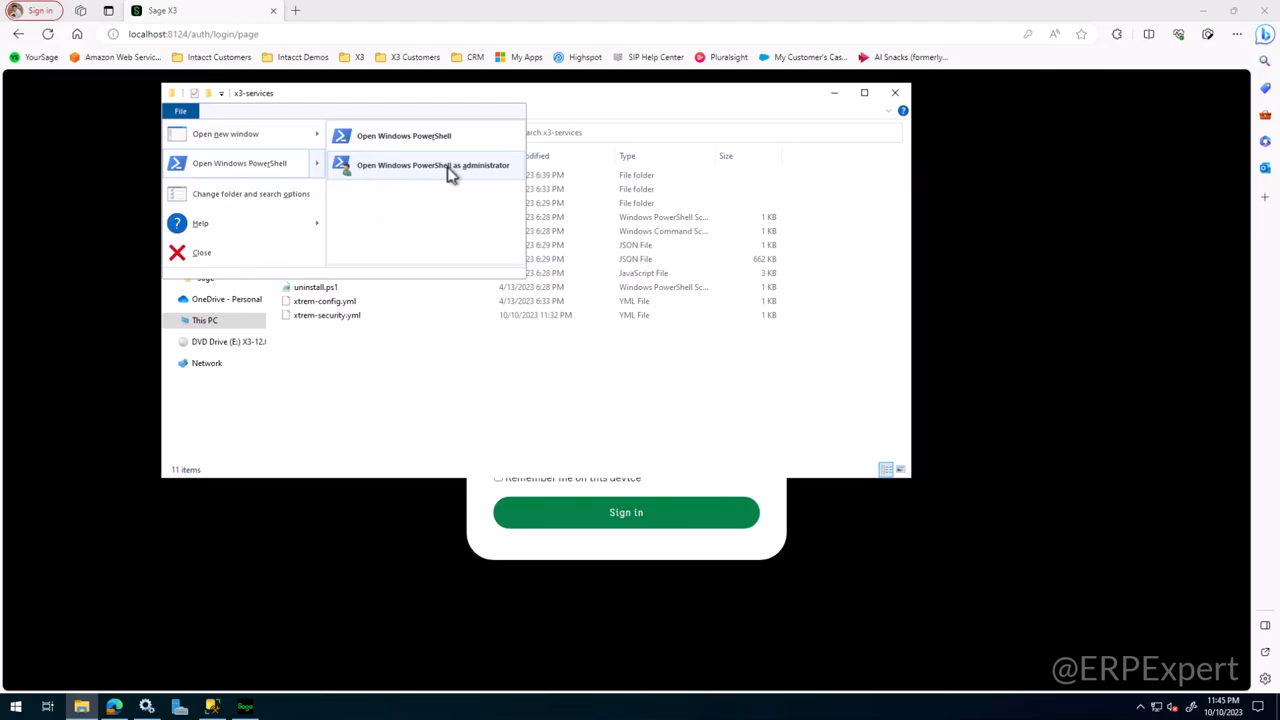 Sign in
Sage X3
localhost:8124/auth/login/page
YourSage
Amazon Web Servic...
Intacct Customers
Intacct Demos
X3
X3 Customers
CRM
My Apps
Highspot
SIP Help Center
Pluralsight
My Customer's Cas...
AI Snacks (formerly...
x3-services
File
Open new window
Open Windows PowerShell
Change folder and search options
Help
Close
Open Windows PowerShell
Open Windows PowerShell as administrator
arch x3-services
odified
Type
Size
23 6:39 PM
File folder
23 6:33 PM
File folder
23 6:29 PM
File folder
23 6:28 PM
Windows PowerShell Sc...
1 KB
23 6:28 PM
Windows Command Sc...
1 KB
23 6:29 PM
JSON File
1 KB
23 6:29 PM
JSON File
662 KB
23 6:28 PM
JavaScript File
3 KB
uninstall.ps1
4/13/2023 6:28 PM
Windows PowerShell Sc...
1 KB
xtrem-config.yml
4/13/2023 6:33 PM
YML File
1 KB
xtrem-security.yml
10/10/2023 11:32 PM
YML File
1 KB
OneDrive - Personal
This PC
DVD Drive (E:) X3-12.0
Network
11 items
Remember me on this device
Sign in
@ERPExpert
Sage
11:45 PM
10/10/2023